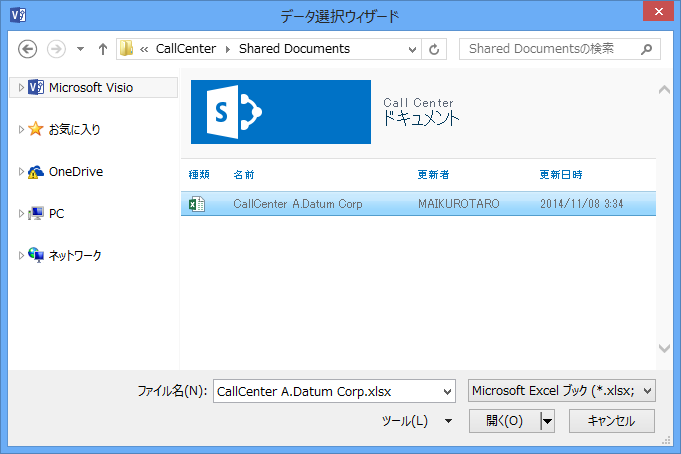 データ選択ウィザード
« CallCenter Shared Documents
Shared Documentsの検索
Microsoft Visio
お気に入り
OneDrive
PC
ネットワーク
Call Center
ドキュメント
種類 名前 更新者 更新日時
CallCenter A.Datum Corp MAIKUROTARO 2014/11/08 3:34
ファイル名(N): CallCenter A.Datum Corp.xlsx Microsoft Excel ブック (*.xlsx;
ツール(L) 開く(O) キャンセル